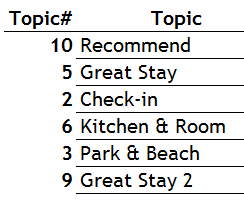 Topic# Topic
10 Recommend
5 Great Stay
2 Check-in
6 Kitchen & Room
3 Park & Beach
9 Great Stay 2